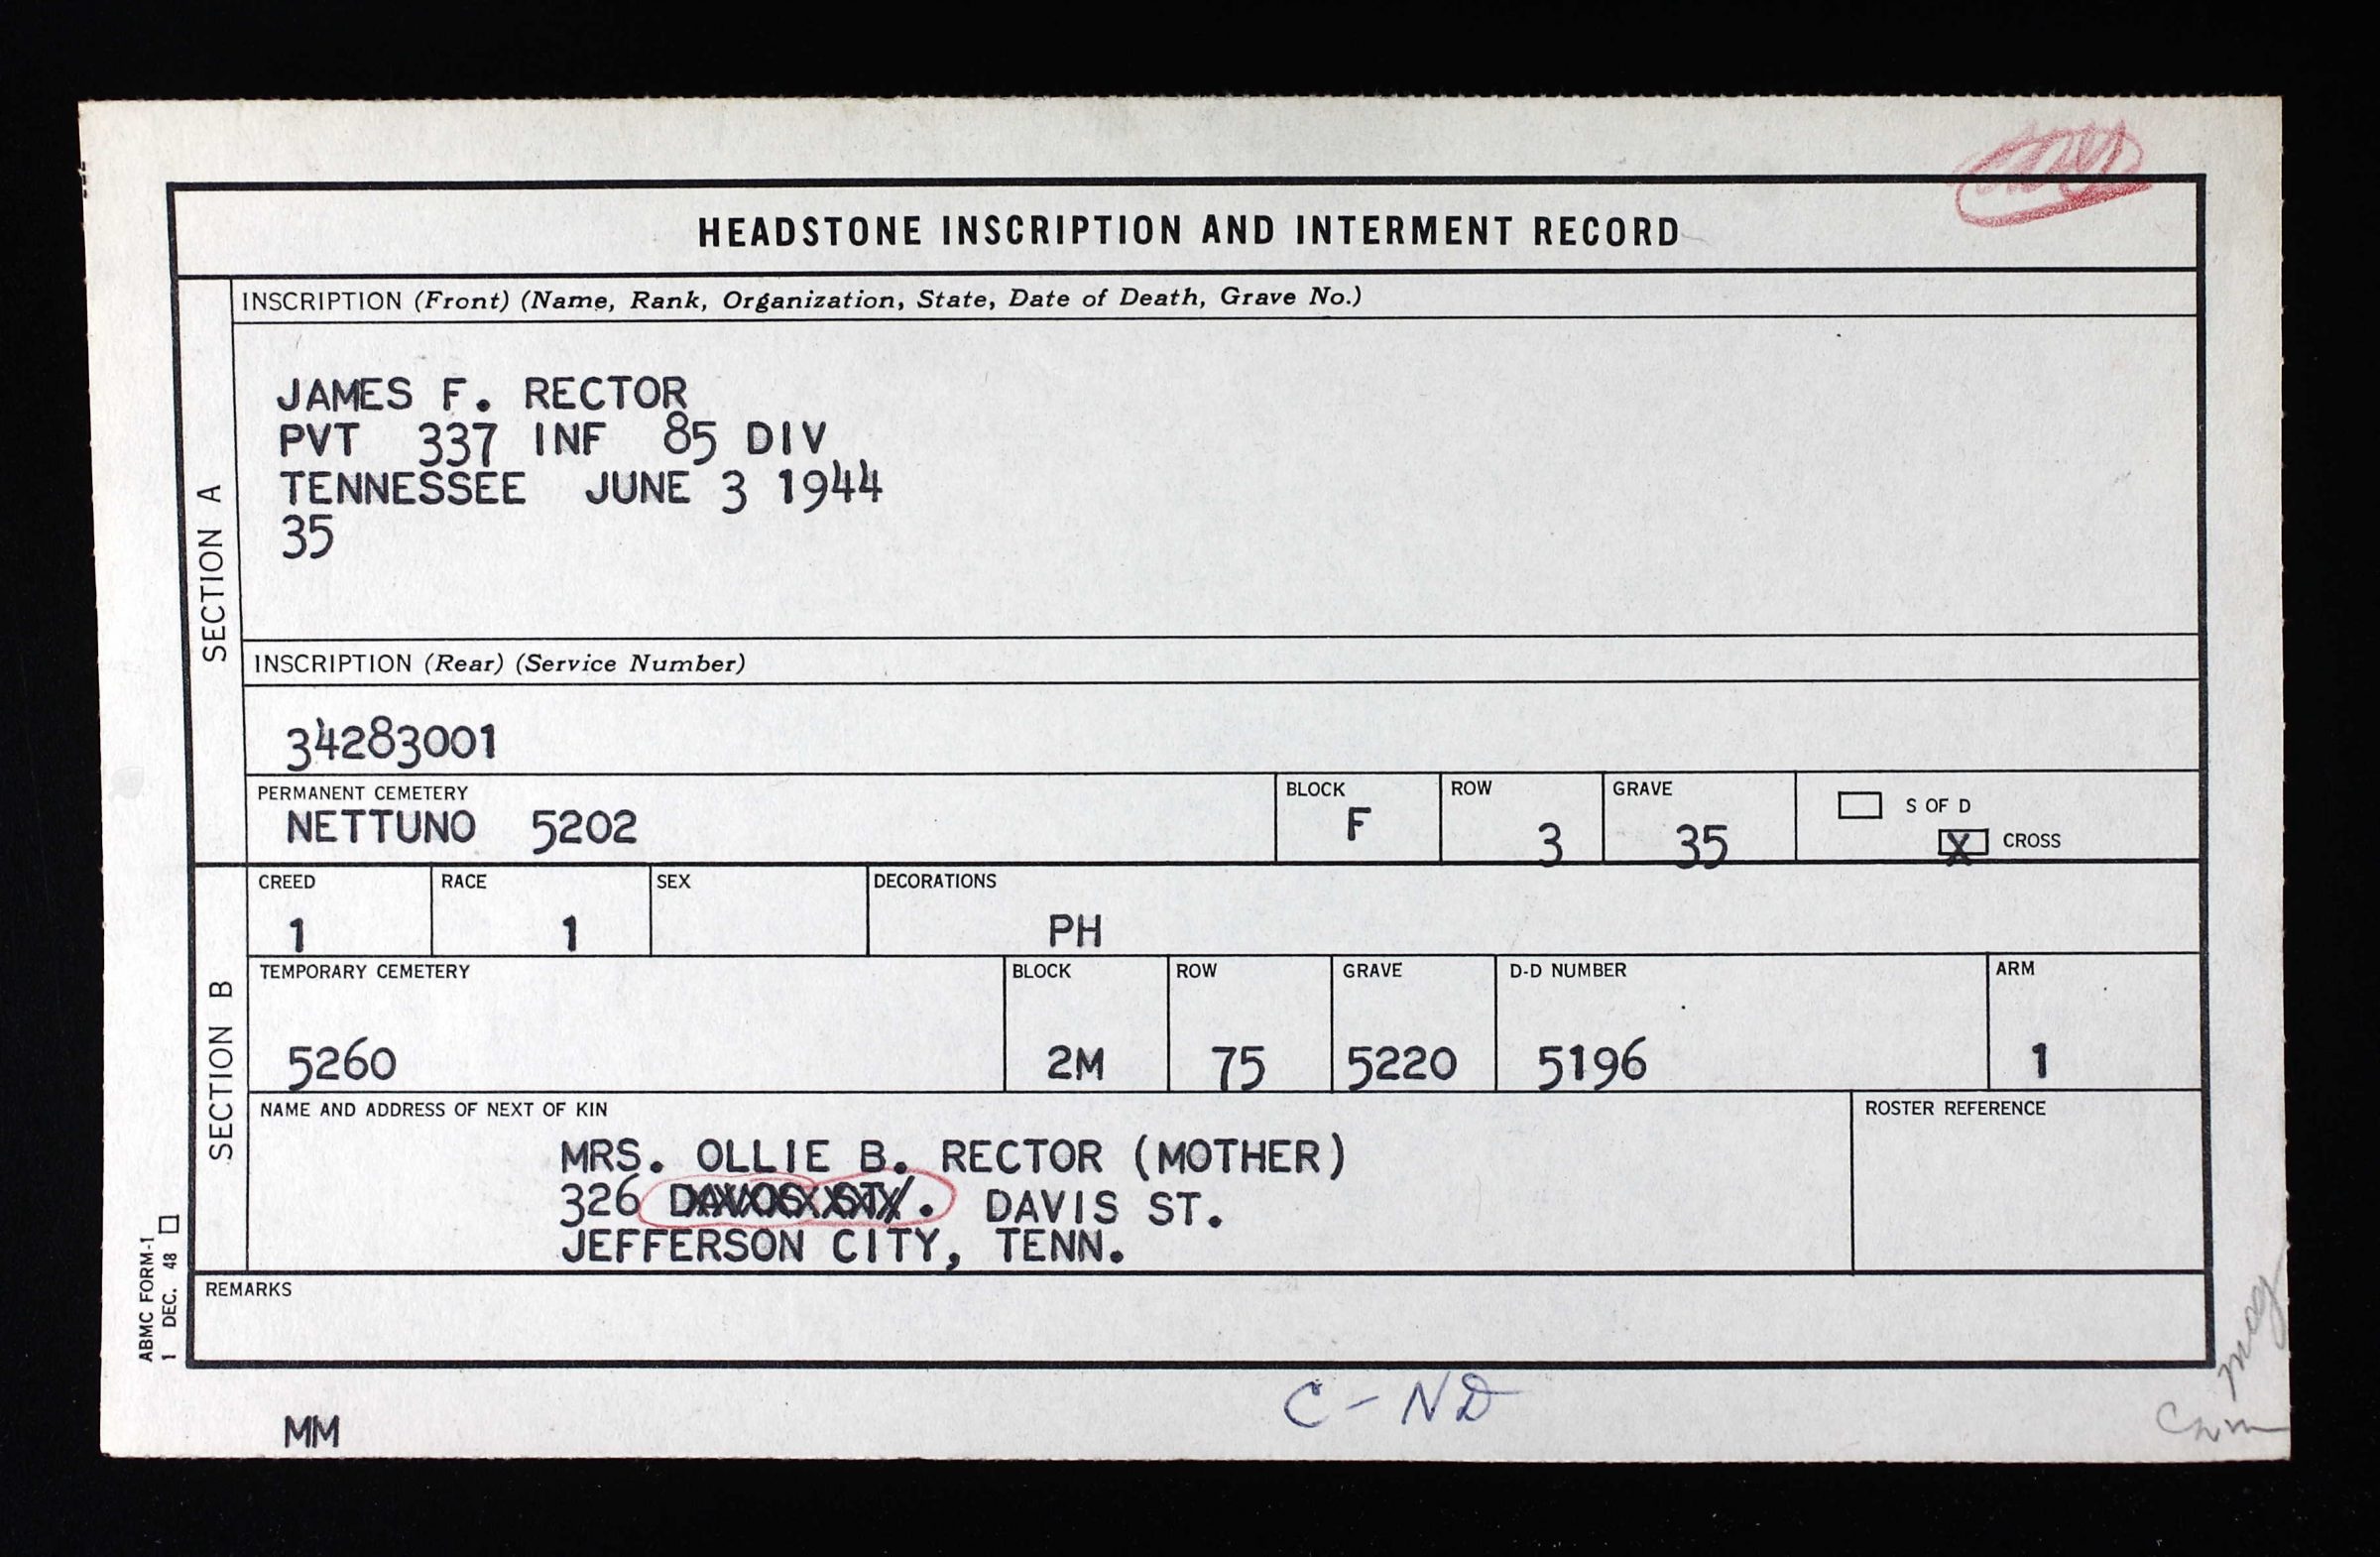 HEADSTONE INSCRIPTION AND INTERMENT RECORD
SECTION A
INSCRIPTION (Front) (Name, Rank, Organization, State, Date of Death, Grave No.)
JAMES F. RECTOR
PVT 337 INF 85 DIV
TENNESSEE JUNE 3 1944
35
INSCRIPTION (Rear) (Service Number)
34283001
PERMANENT CEMETERY BLOCK ROW GRAVE S OF D
NETTUNO 5202 F 3 35 X CROSS
SECTION B
CREED RACE SEX DECORATIONS
1 1 PH
TEMPORARY CEMETERY BLOCK ROW GRAVE D-D NUMBER ARM
5260 2M 75 5220 5196 1
NAME AND ADDRESS OF NEXT OF KIN ROSTER REFERENCE
MRS. OLLIE B. RECTOR (MOTHER)
326 DAVIS ST.
JEFFERSON CITY, TENN.
REMARKS
ABMC FORM-1
1 DEC. 48
C - ND
MM